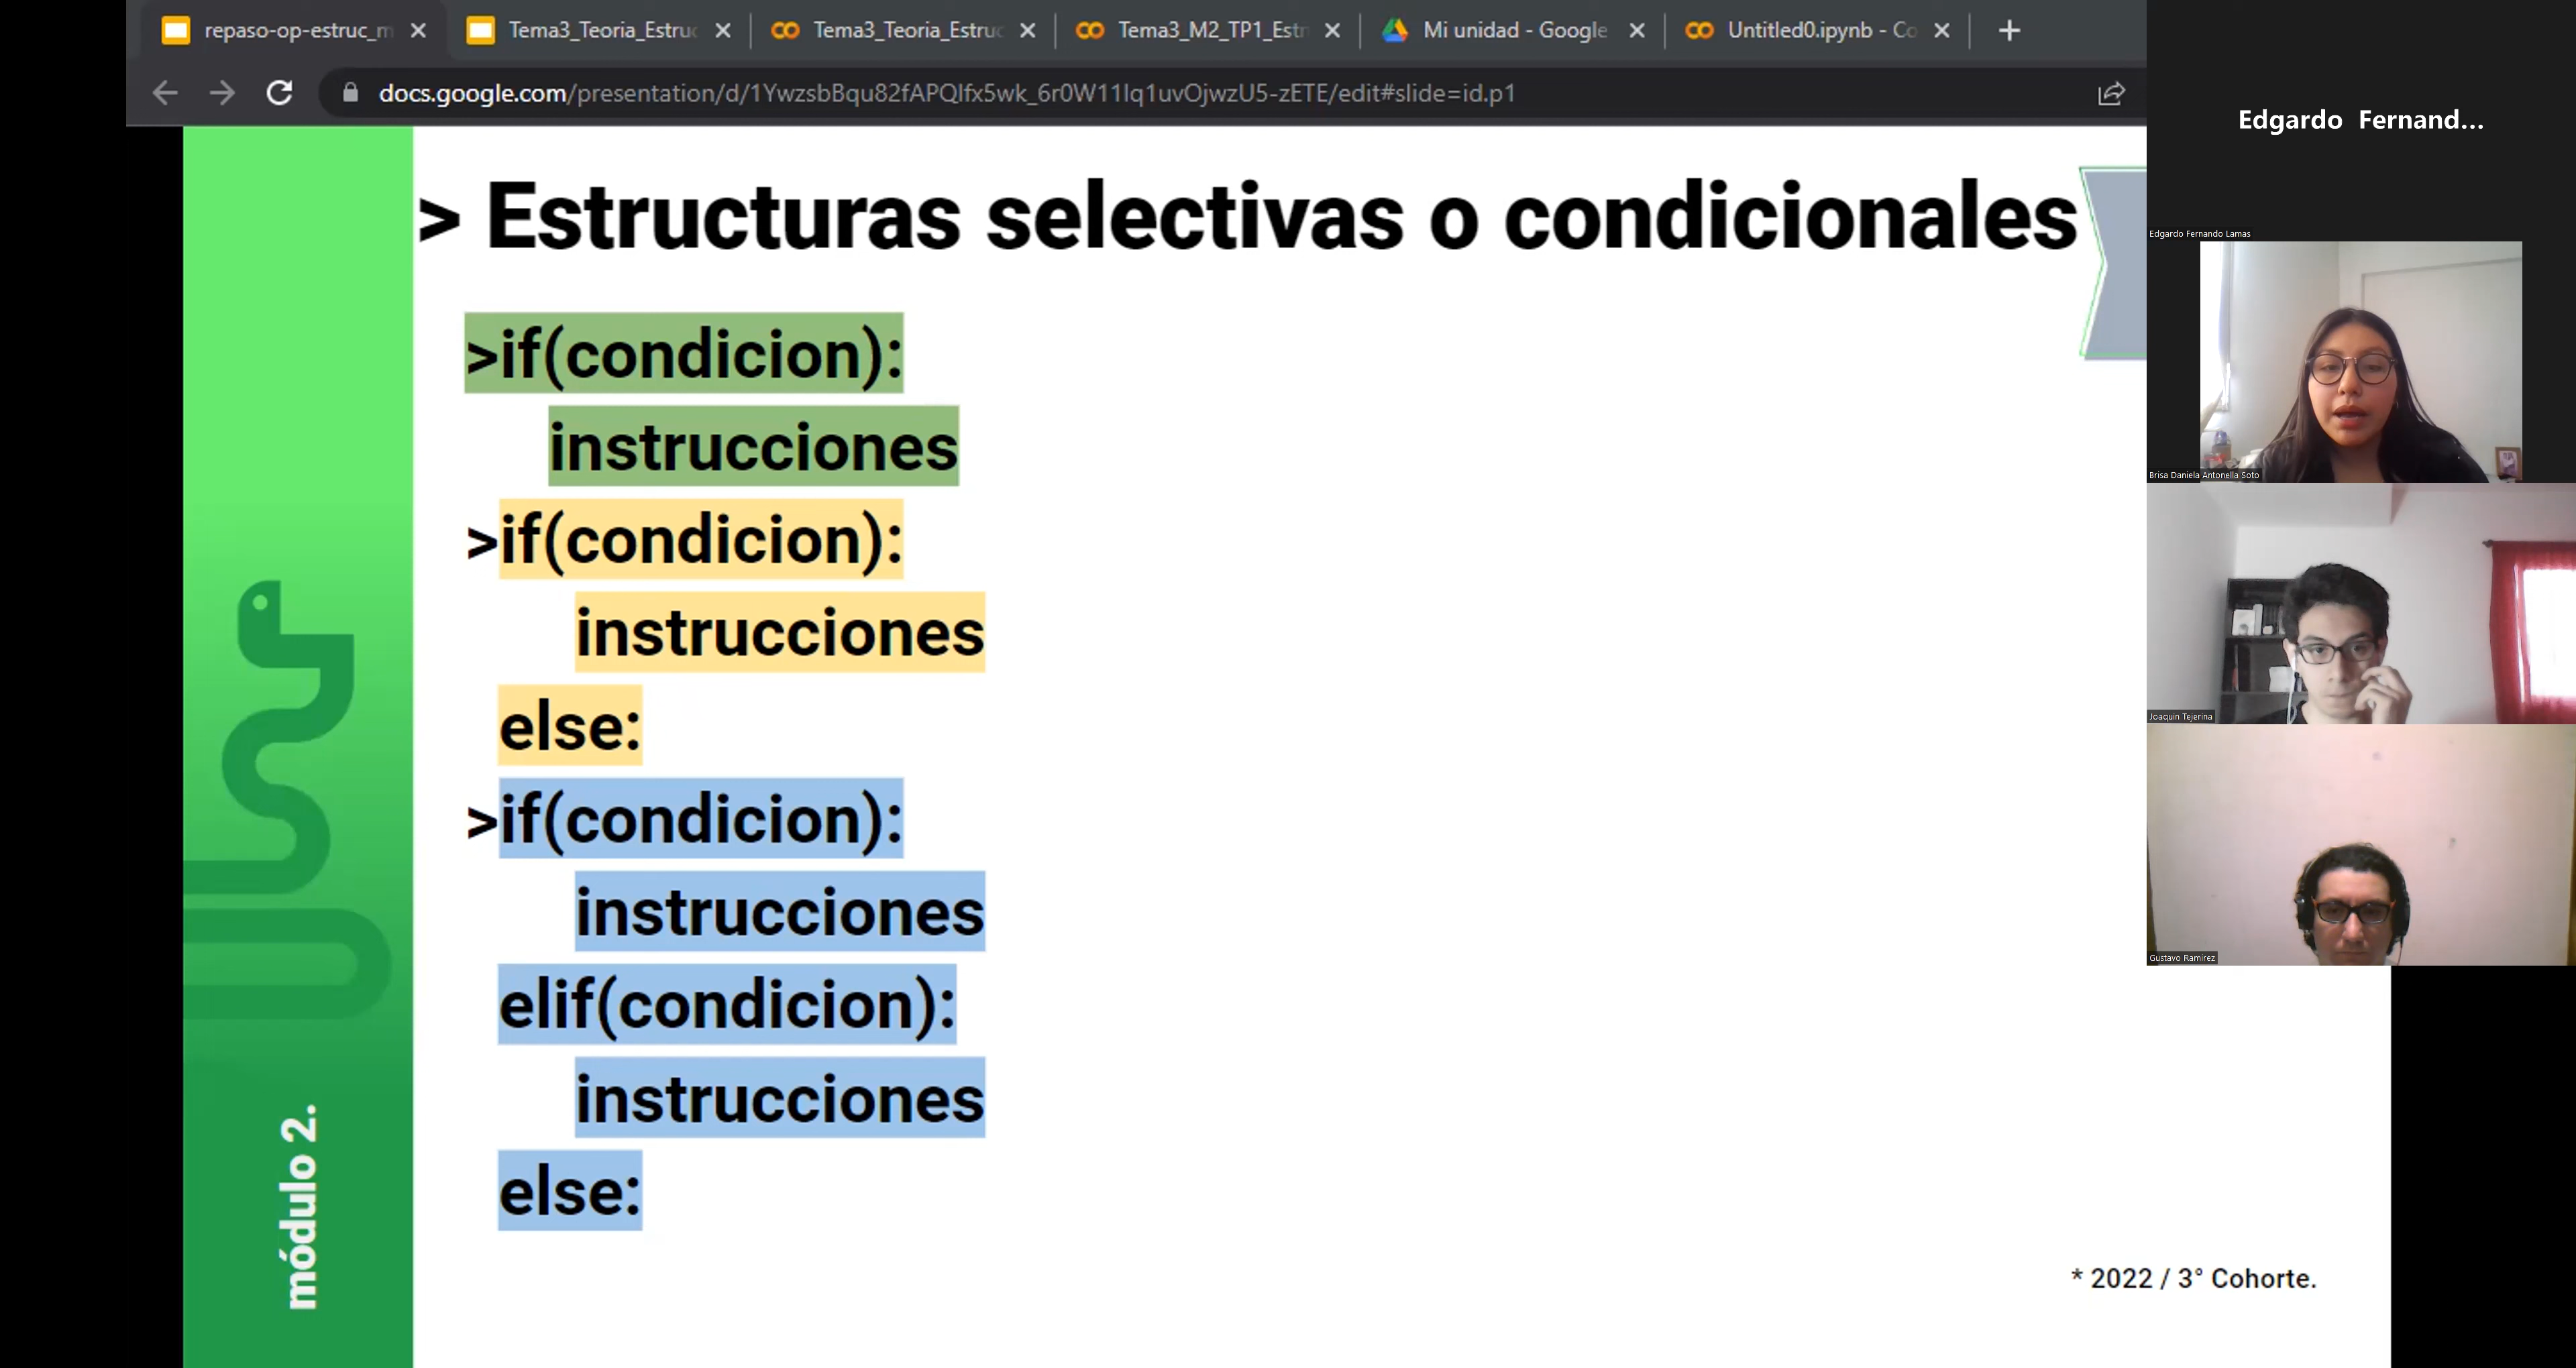 repaso-op-estruc_m
Tema3_Teoria_Estruc
Tema3_Teoria_Estruc
Tema3_M2_TP1_Estr
Mi unidad - Google
Untitled0.ipynb - Co
docs.google.com/presentation/d/1YwzsbBqu82fAPQlfx5wk_6r0W11lq1uvOjwzU5-zETE/edit#slide=id.p1
> Estructuras selectivas o condicionales
>if(condicion):
instrucciones
>if(condicion):
instrucciones
else:
>if(condicion):
instrucciones
elif(condicion):
instrucciones
else:
módulo 2.
* 2022 / 3° Cohorte.
Edgardo Fernand...
Edgardo Fernando Lamas
Brisa Daniela Antonella Soto
Joaquin Tejerina
Gustavo Ramirez